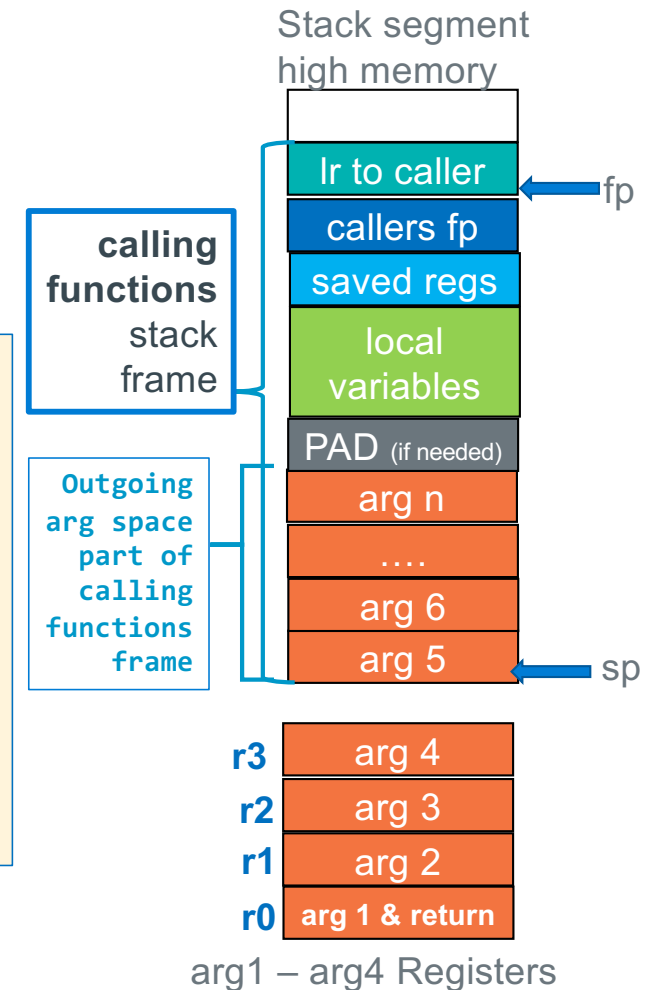 Stack segment
high memory
lr to caller
fp
callers fp
calling
functions
stack
frame
saved regs
local
variables
PAD (if needed)
Outgoing
arg space
part of
calling
functions
frame
arg n
....
arg 6
arg 5
sp
r3 arg 4
r2 arg 3
r1 arg 2
r0 arg 1 & return
arg1 – arg4 Registers